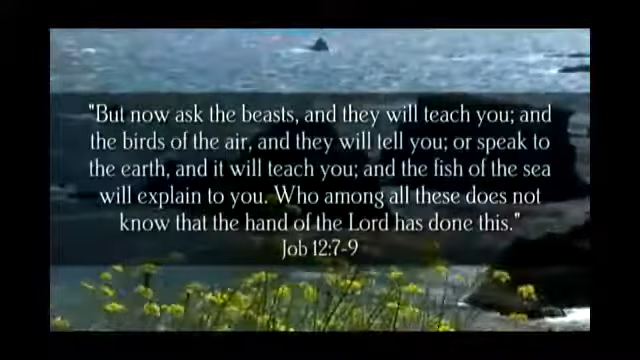 "But now ask the beasts, and they will teach you; and
the birds of the air, and they will tell you; or speak to
the earth, and it will teach you; and the fish of the sea
will explain to you. Who among all these does not
know that the hand of the Lord has done this."
Job 12:7-9